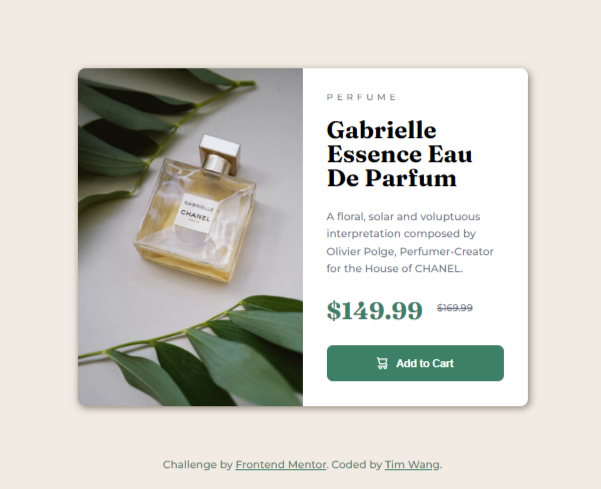 GABRIELLE
CHANEL
PARIS
PERFUME
Gabrielle
Essence Eau
De Parfum
A floral, solar and voluptuous
interpretation composed by
Olivier Polge, Perfumer-Creator
for the House of CHANEL.
$149.99 $169.99
Add to Cart
Challenge by Frontend Mentor. Coded by Tim Wang.